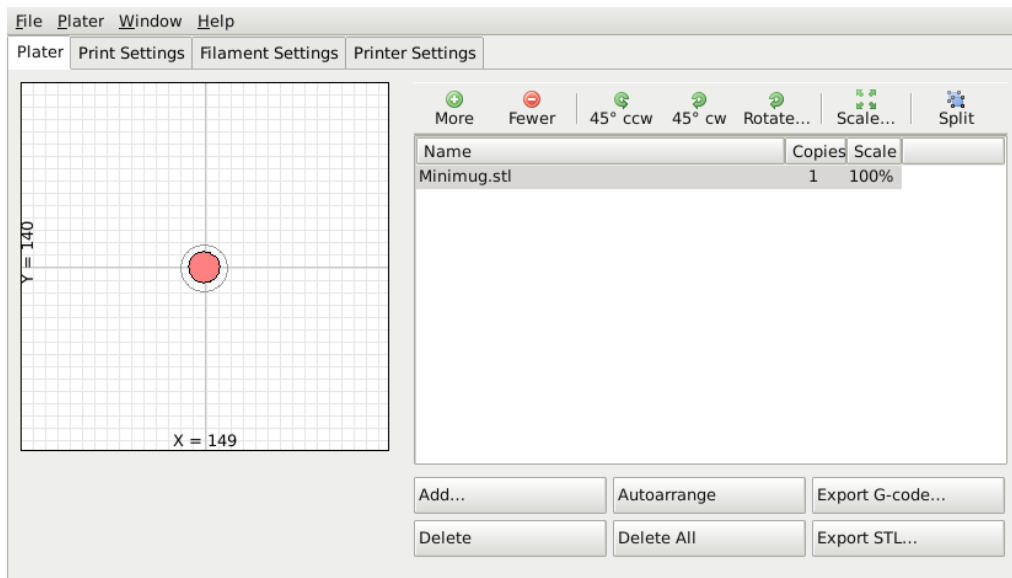 File Plater Window Help
Plater Print Settings Filament Settings Printer Settings
More Fewer 45° ccw 45° cw Rotate... Scale... Split
Name Copies Scale
Minimug.stl 1 100%
Y = 140
X = 149
Add... Autoarrange Export G-code...
Delete Delete All Export STL...